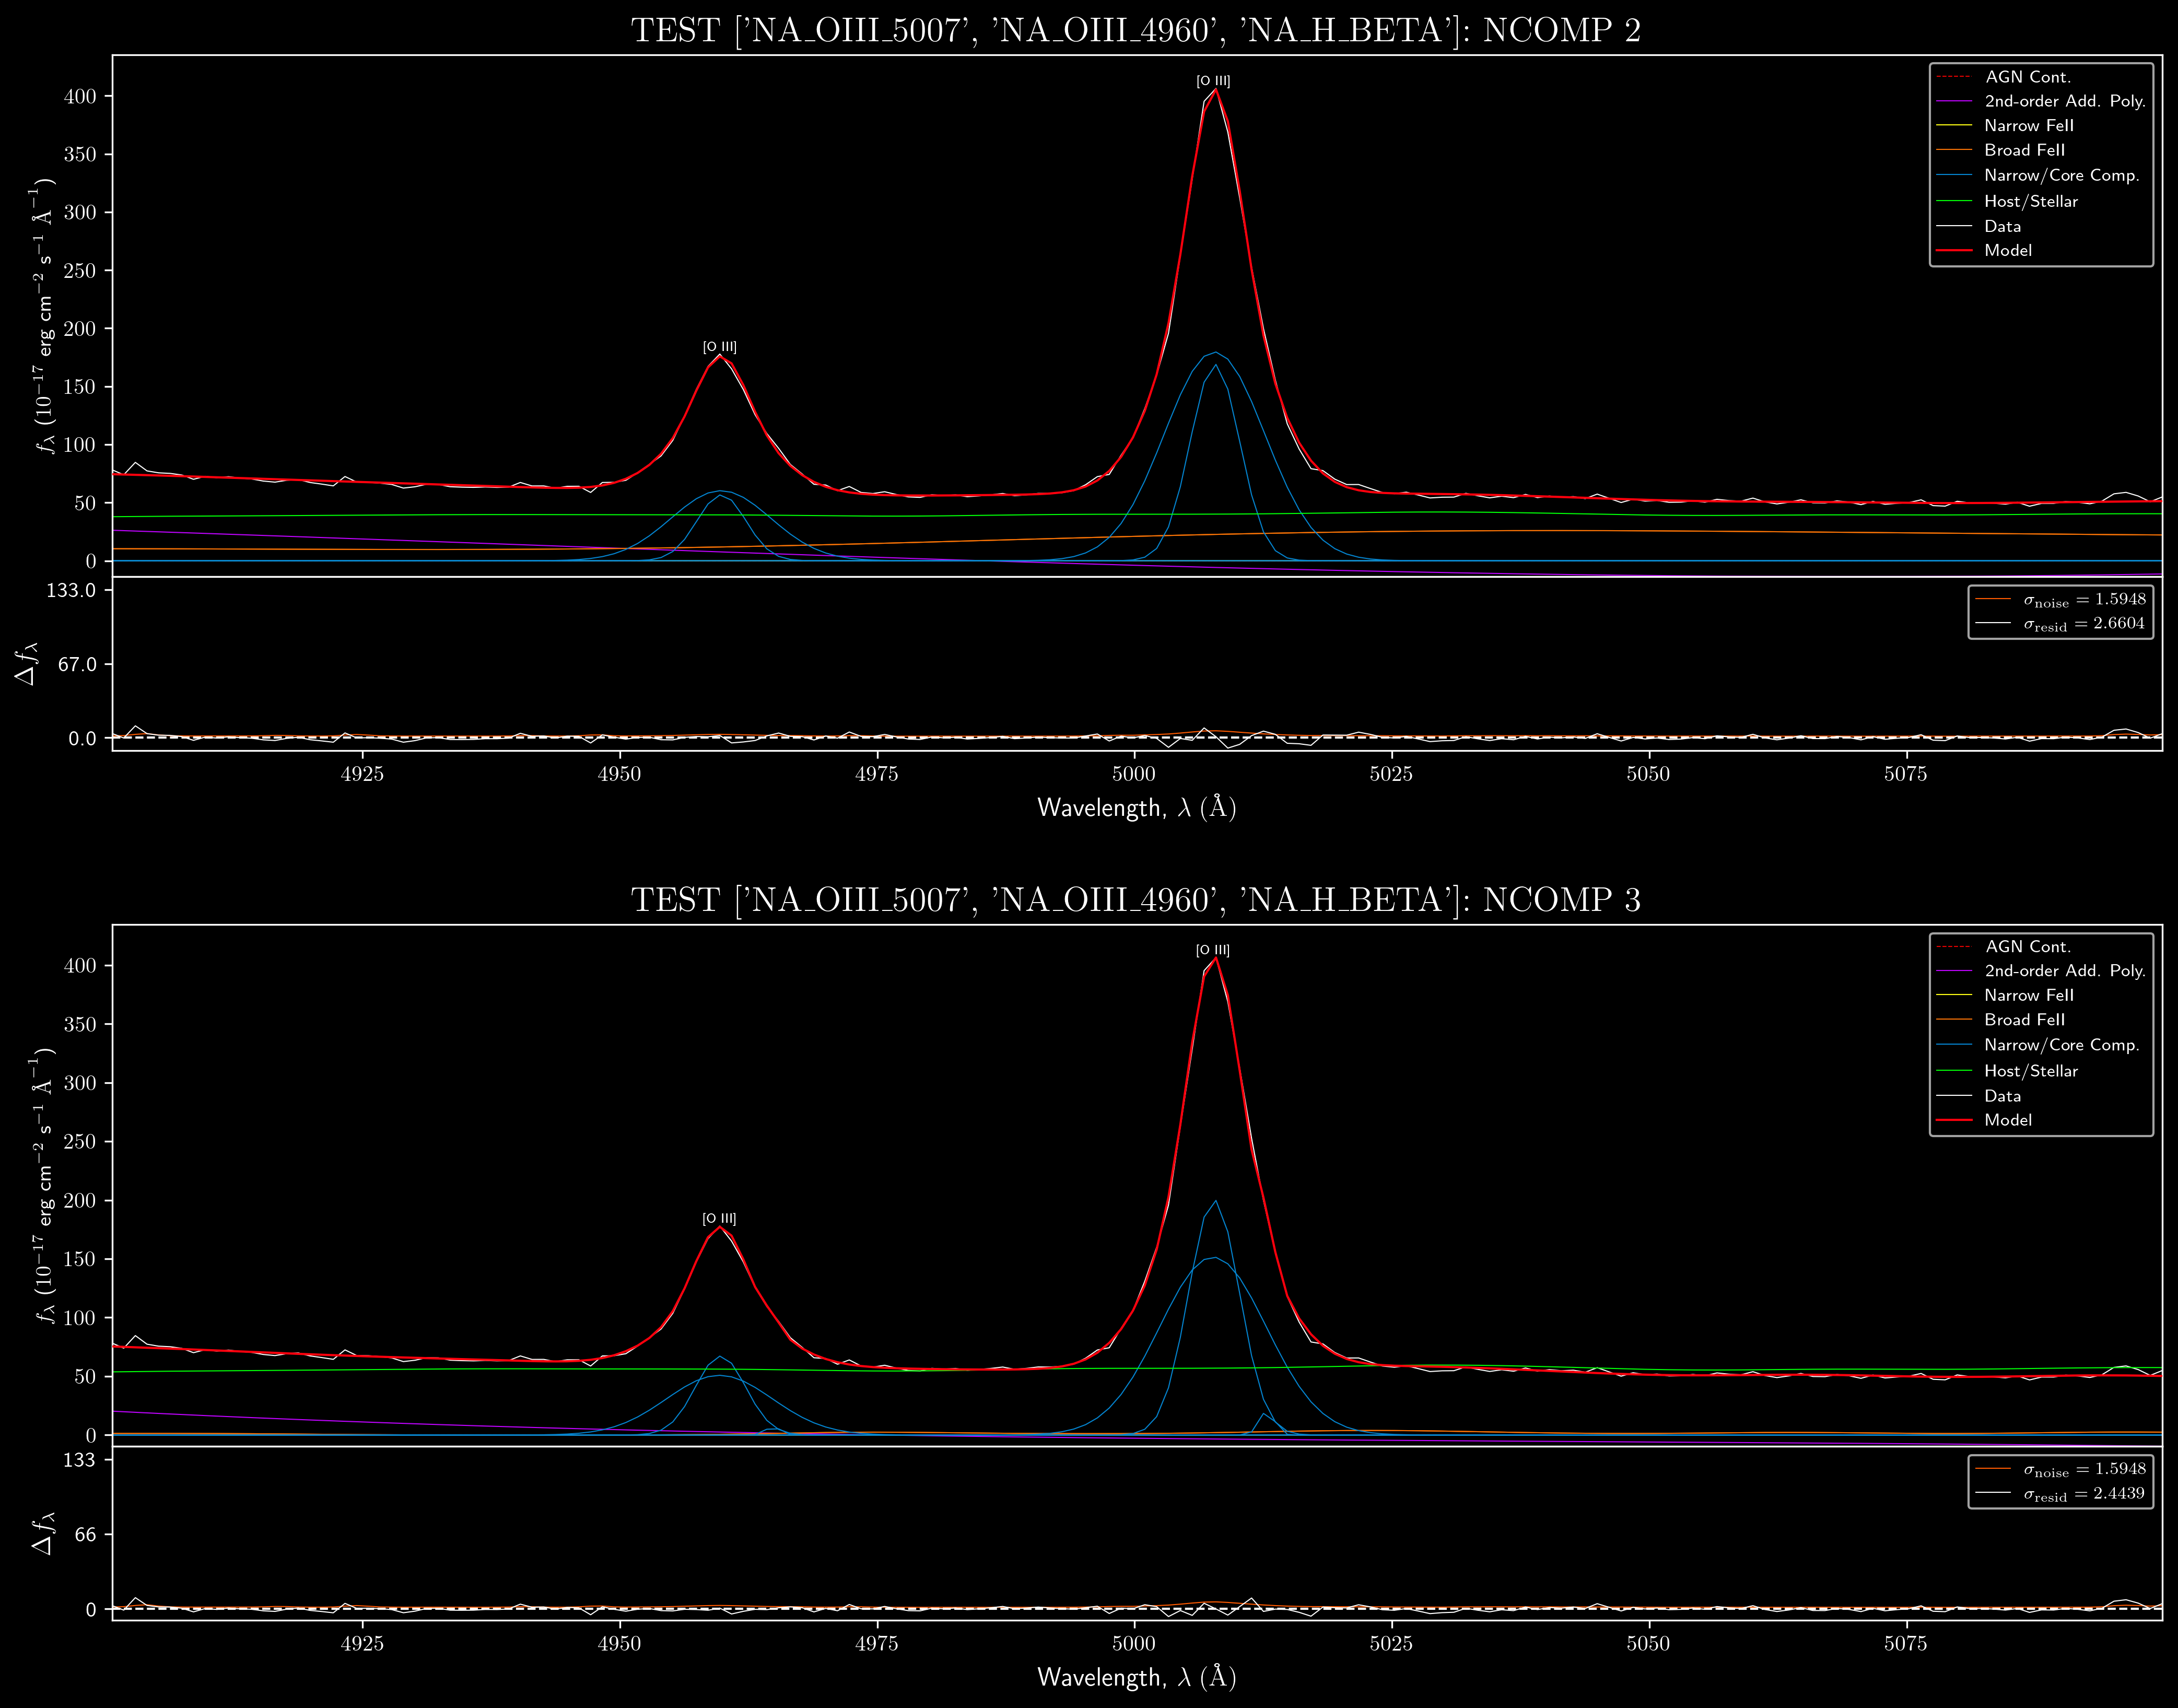 TEST ['NA_OIII_5007', 'NA_OIII_4960', 'NA_H_BETA']: NCOMP 2
[O III]
[O III]
AGN Cont.
2nd-order Add. Poly.
Narrow FeII
Broad FeII
Narrow/Core Comp.
Host/Stellar
Data
Model
400
350
300
250
200
150
100
50
0
f_λ (10^−17 erg cm^−2 s^−1 Å^−1)
133.0
67.0
0.0
Δf_λ
σ_noise = 1.5948
σ_resid = 2.6604
4925 4950 4975 5000 5025 5050 5075
Wavelength, λ (Å)
TEST ['NA_OIII_5007', 'NA_OIII_4960', 'NA_H_BETA']: NCOMP 3
[O III]
[O III]
AGN Cont.
2nd-order Add. Poly.
Narrow FeII
Broad FeII
Narrow/Core Comp.
Host/Stellar
Data
Model
400
350
300
250
200
150
100
50
0
f_λ (10^−17 erg cm^−2 s^−1 Å^−1)
133
66
0
Δf_λ
σ_noise = 1.5948
σ_resid = 2.4439
4925 4950 4975 5000 5025 5050 5075
Wavelength, λ (Å)